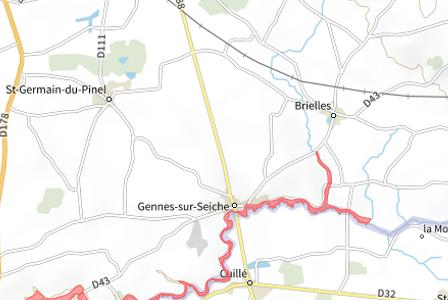 D111
St-Germain-du-Pinel
D43
Brielles
D178
Gennes-sur-Seiche
la Mo
Cuillé
D43
D32